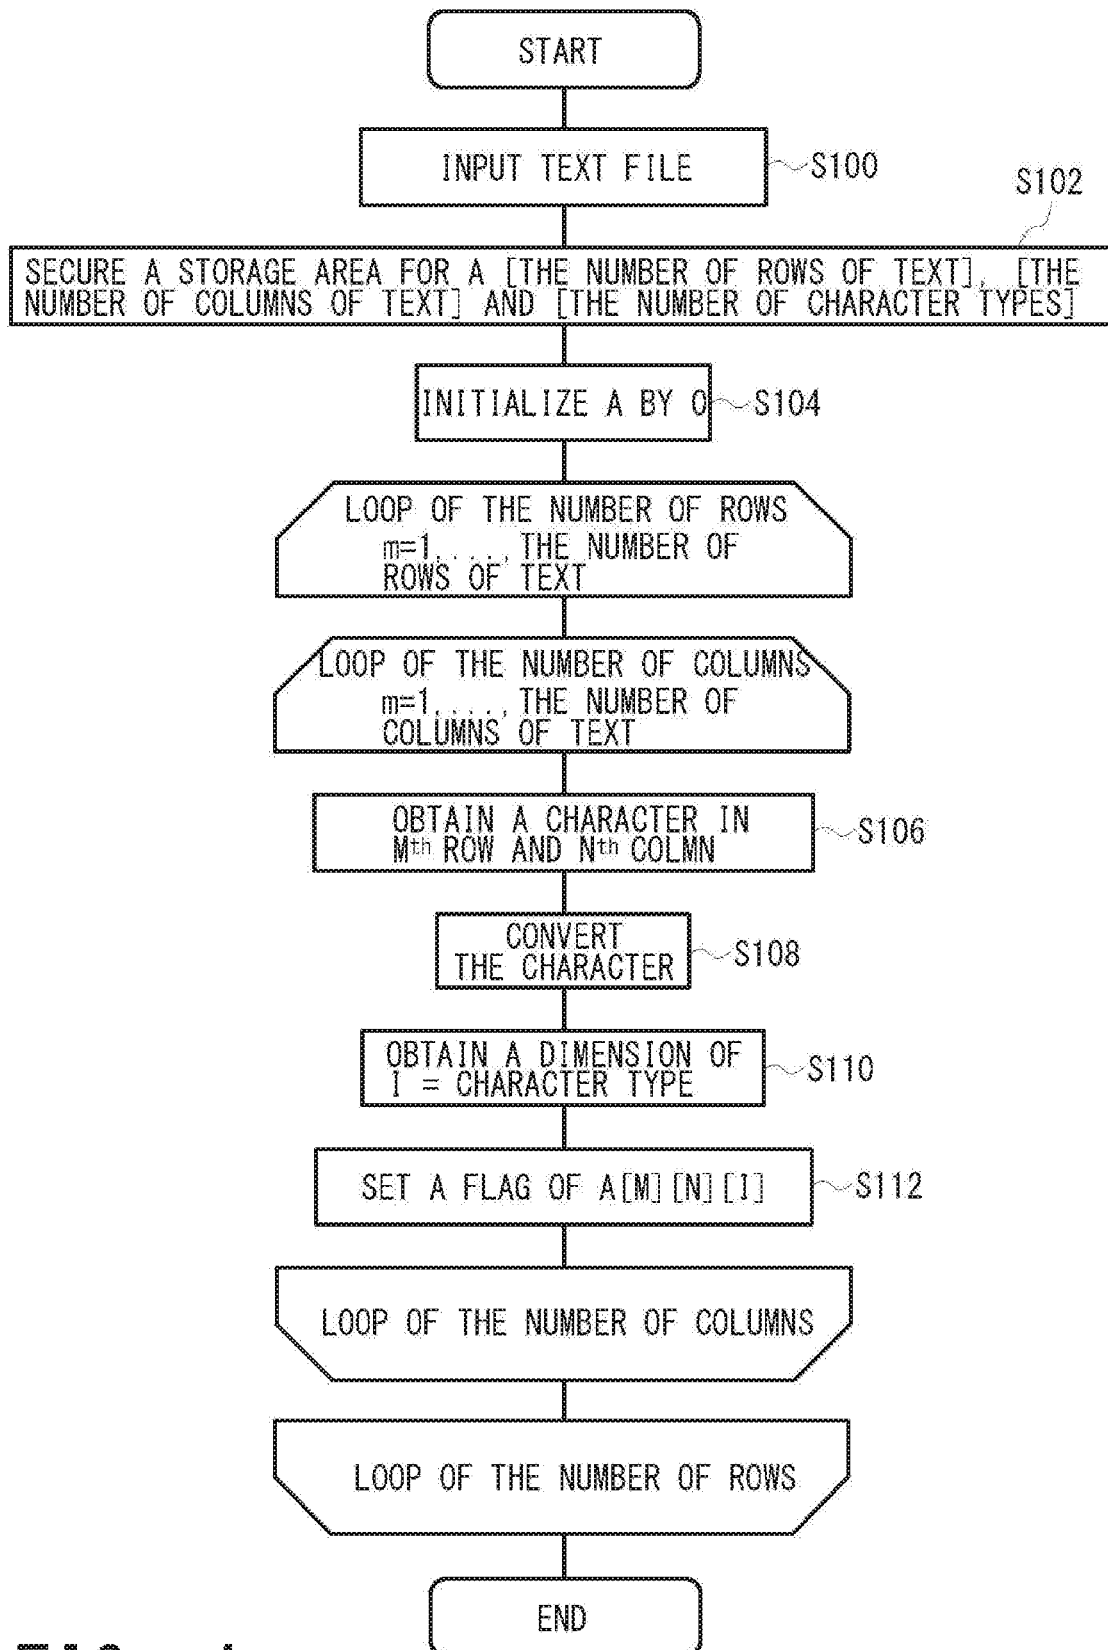 START
INPUT TEXT FILE
S100
S102
SECURE A STORAGE AREA FOR A [THE NUMBER OF ROWS OF TEXT], [THE
NUMBER OF COLUMNS OF TEXT] AND [THE NUMBER OF CHARACTER TYPES]
INITIALIZE A BY 0
S104
LOOP OF THE NUMBER OF ROWS
m=1,...., THE NUMBER OF
ROWS OF TEXT
LOOP OF THE NUMBER OF COLUMNS
m=1,...., THE NUMBER OF
COLUMNS OF TEXT
OBTAIN A CHARACTER IN
Mth ROW AND Nth COLMN
S106
CONVERT
THE CHARACTER
S108
OBTAIN A DIMENSION OF
I = CHARACTER TYPE
S110
SET A FLAG OF A[M][N][I]
S112
LOOP OF THE NUMBER OF COLUMNS
LOOP OF THE NUMBER OF ROWS
END